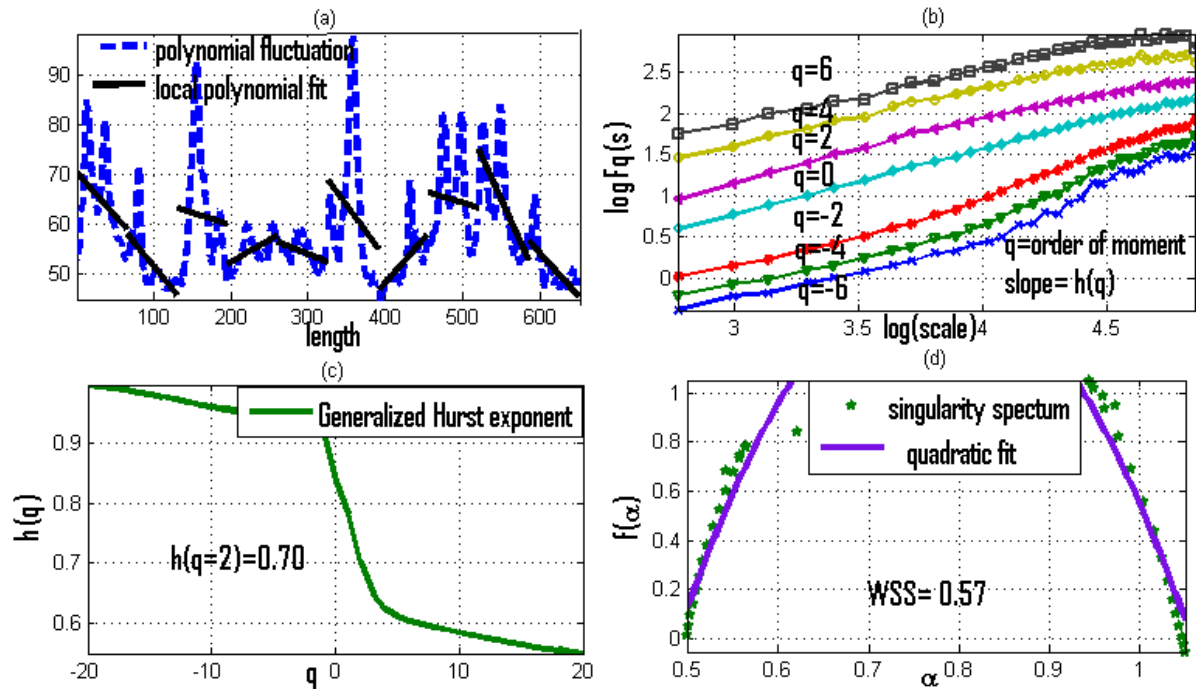 (a)
polynomial fluctuation
local polynomial fit
90
80
70
60
50
100 200 300 400 500 600
length
(b)
q=6
q=4
q=2
q=0
q=-2
q=-4
q=-6
q=order of moment
slope= h(q)
logFq(s)
2.5
2
1.5
1
0.5
0
3 3.5 4 4.5
log(scale)
(c)
Generalized Hurst exponent
h(q=2)=0.70
h(q)
0.9
0.8
0.7
0.6
-20 -10 0 10 20
q
(d)
singularity spectum
quadratic fit
WSS= 0.57
f(α)
1
0.8
0.6
0.4
0.2
0
0.5 0.6 0.7 0.8 0.9 1
α